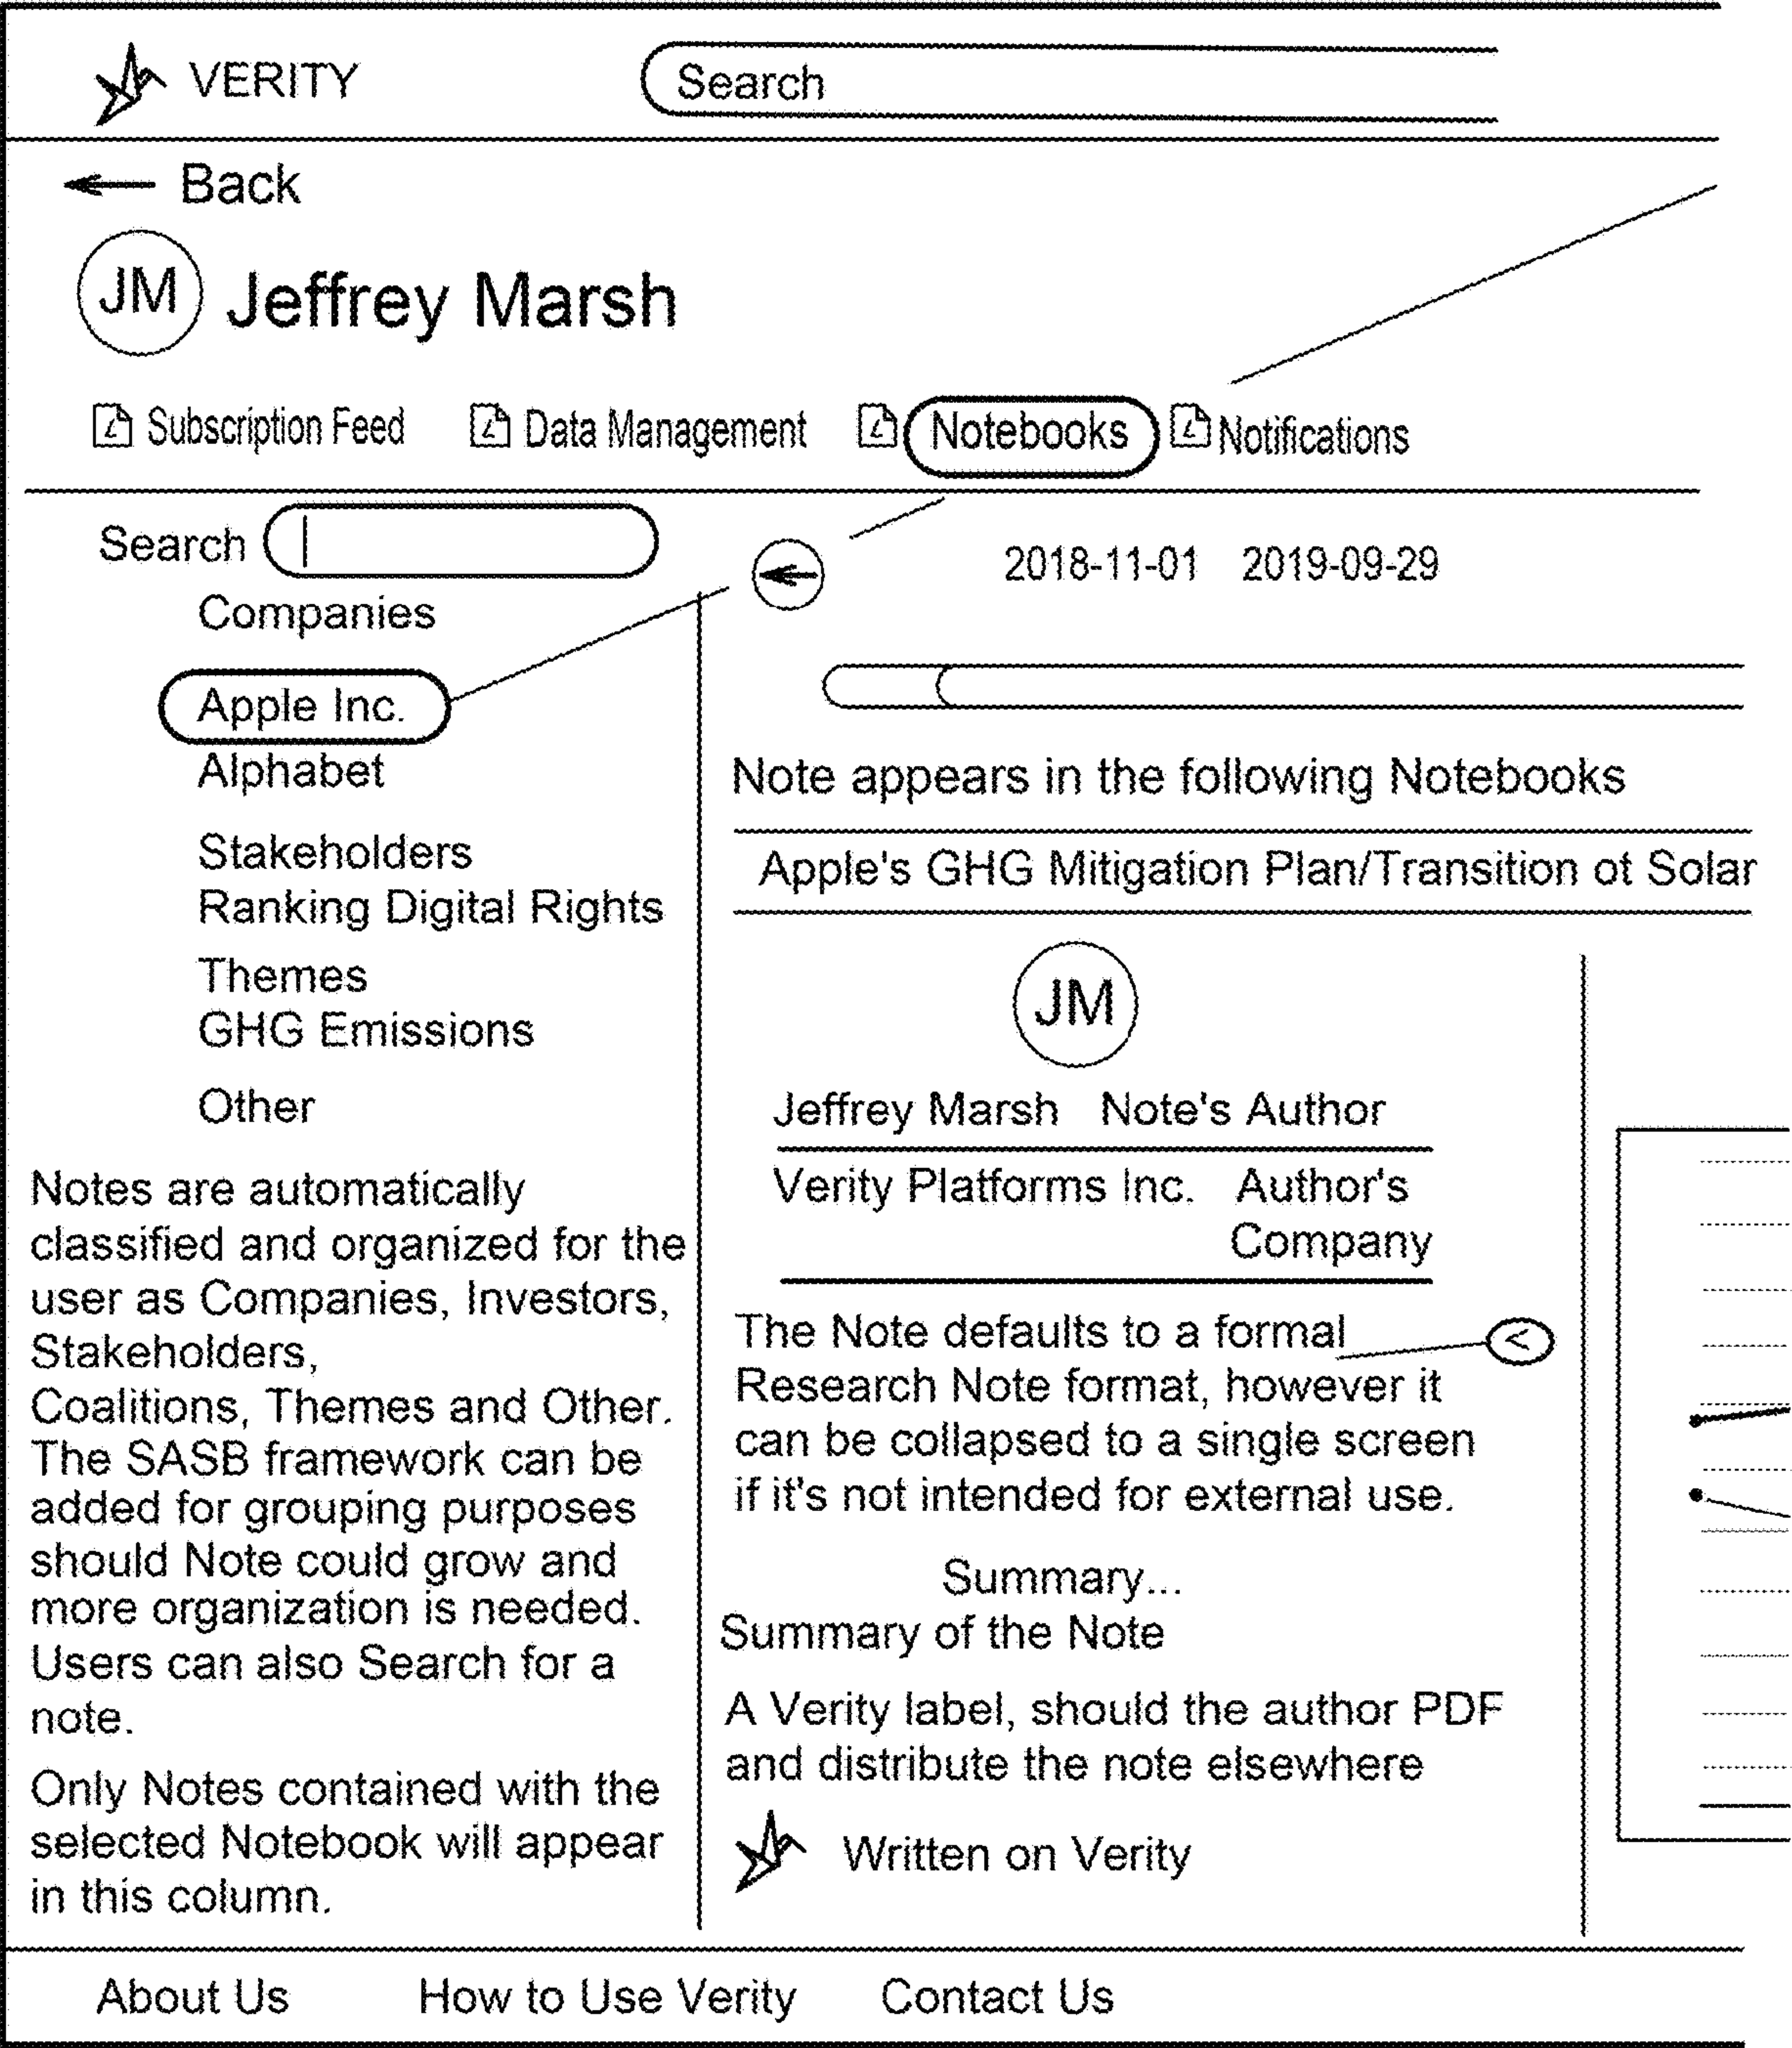 VERITY
Search
Back
JM
Jeffrey Marsh
Subscription Feed Data Management Notebooks Notifications
Search
2018-11-01 2019-09-29
Companies
Apple Inc.
Alphabet
Stakeholders
Ranking Digital Rights
Themes
GHG Emissions
Other
Notes are automatically
classified and organized for the
user as Companies, Investors,
Stakeholders,
Coalitions, Themes and Other.
The SASB framework can be
added for grouping purposes
should Note could grow and
more organization is needed.
Users can also Search for a
note.
Only Notes contained with the
selected Notebook will appear
in this column.
Note appears in the following Notebooks
Apple's GHG Mitigation Plan/Transition ot Solar
JM
Jeffrey Marsh Note's Author
Verity Platforms Inc. Author's
Company
The Note defaults to a formal
Research Note format, however it
can be collapsed to a single screen
if it's not intended for external use.
<
Summary...
Summary of the Note
A Verity label, should the author PDF
and distribute the note elsewhere
Written on Verity
About Us How to Use Verity Contact Us